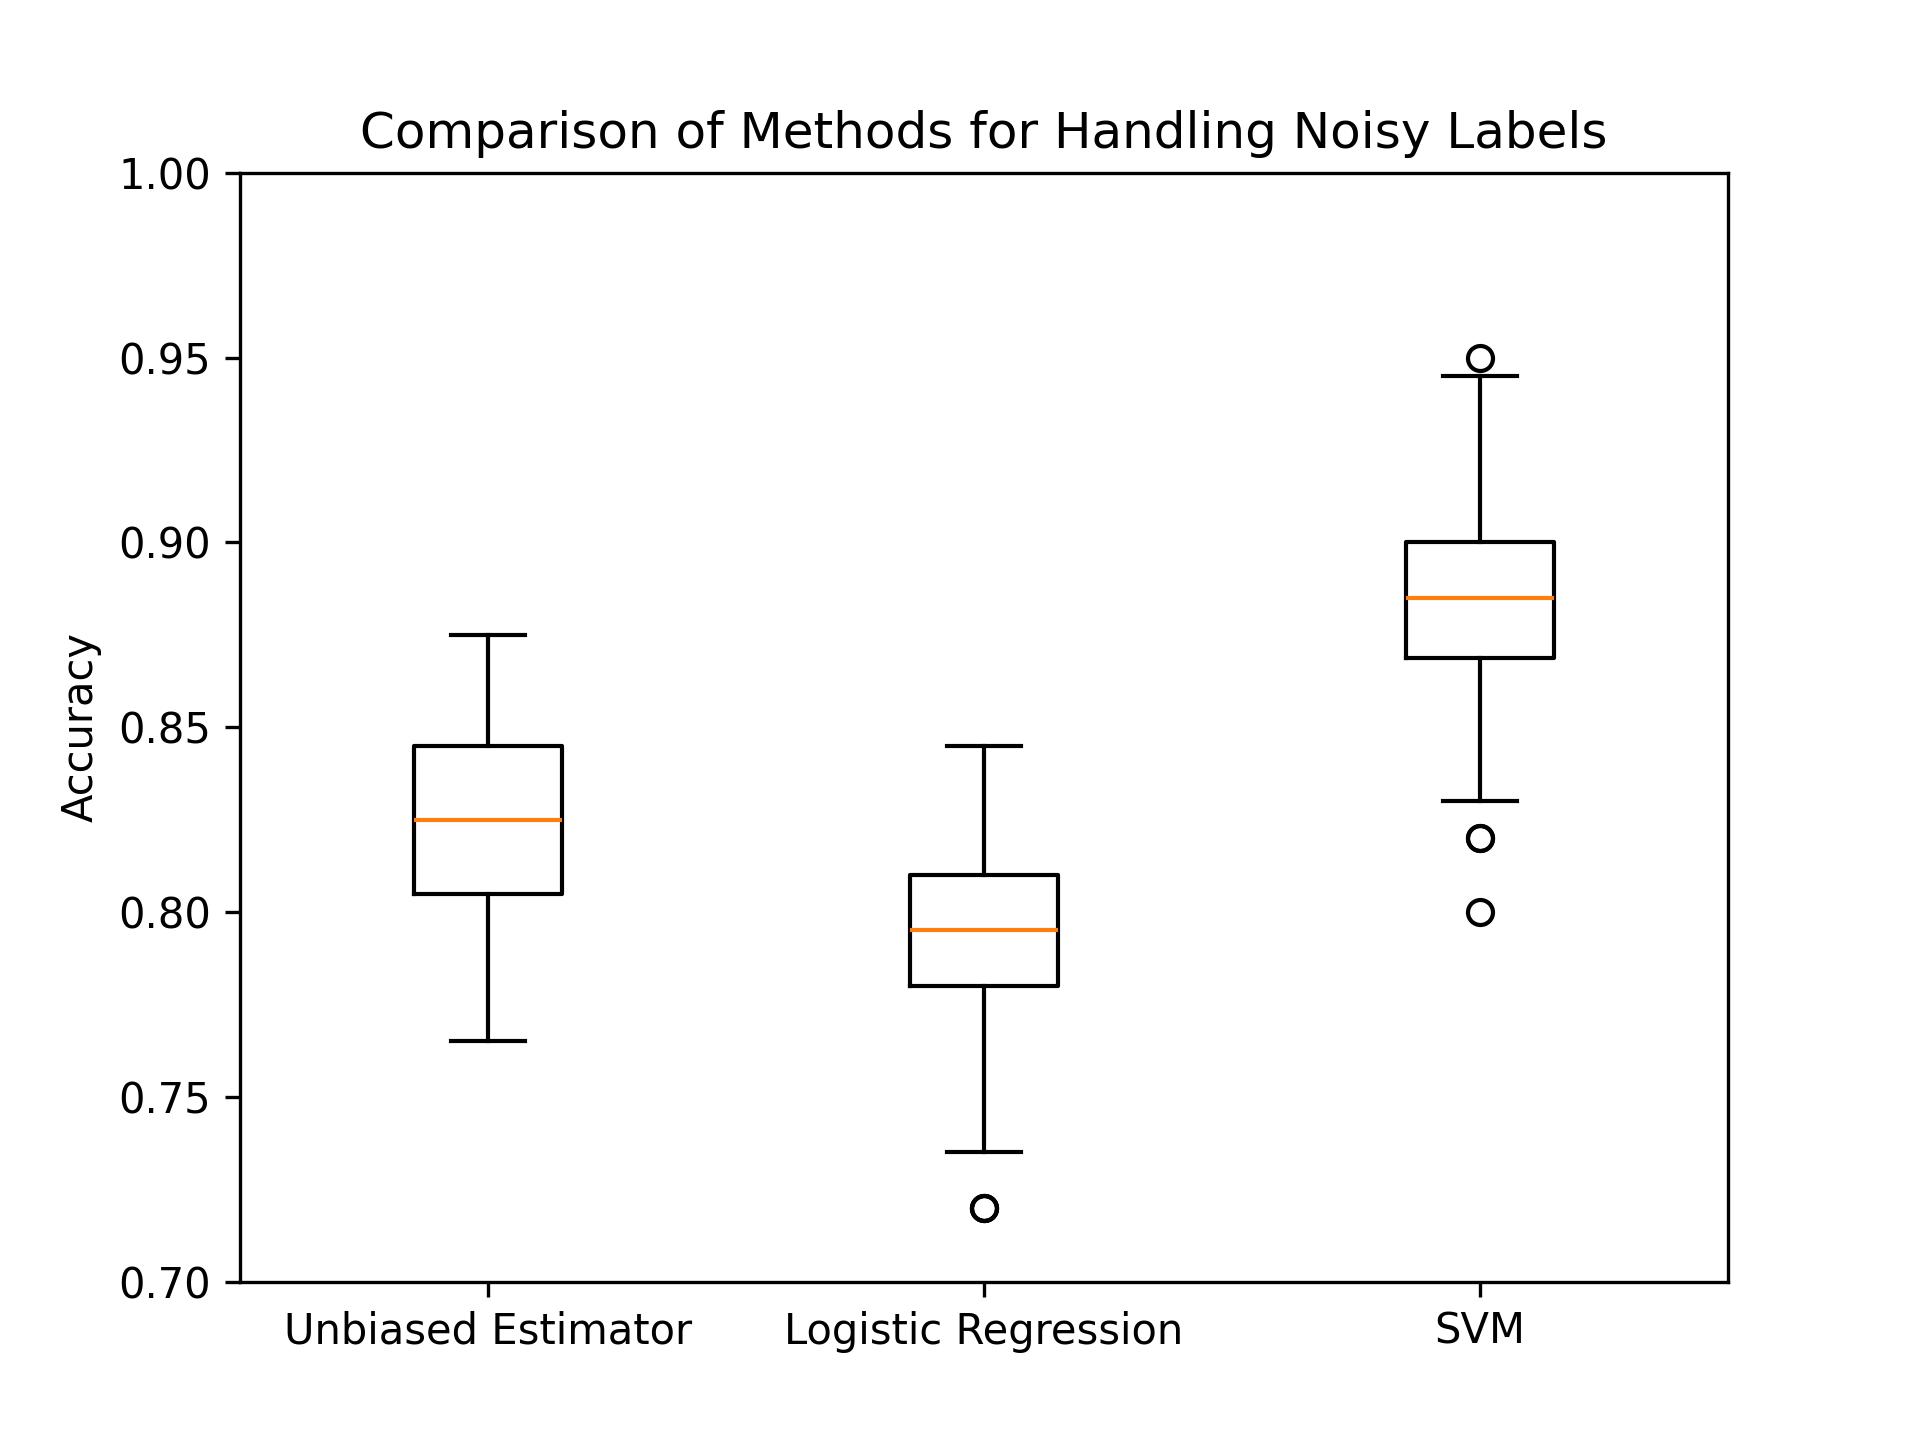 Comparison of Methods for Handling Noisy Labels
1.00
0.95
0.90
0.85
0.80
0.75
0.70
Accuracy
Unbiased Estimator
Logistic Regression
SVM